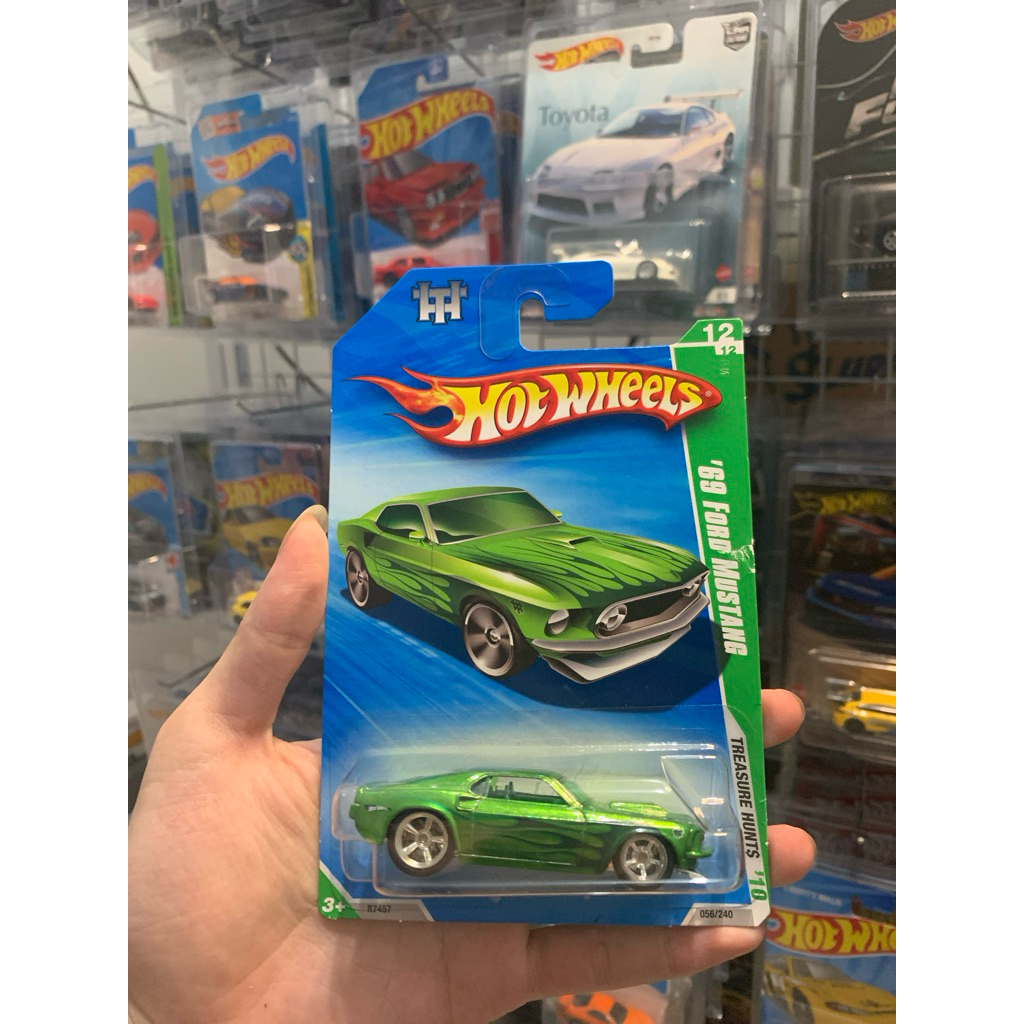 HOT WHEELS
HOT WHEELS
Toyota
HOT WHEELS
TH
12
12
HOT WHEELS
'69 FORD MUSTANG
TREASURE HUNTS '10
3+
R7457
056/240
HOT WHEELS
HOT WHEELS